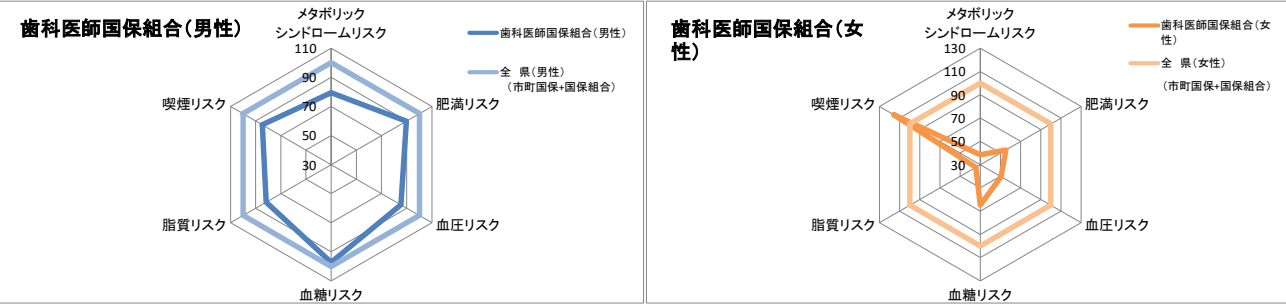 歯科医師国保組合(男性)
メタボリック
シンドロームリスク
肥満リスク
血圧リスク
血糖リスク
脂質リスク
喫煙リスク
110
90
70
50
30
歯科医師国保組合(男性)
全　県(男性)
(市町国保+国保組合)
歯科医師国保組合(女
性)
メタボリック
シンドロームリスク
肥満リスク
血圧リスク
血糖リスク
脂質リスク
喫煙リスク
130
110
90
70
50
30
歯科医師国保組合(女
性)
全　県(女性)
(市町国保+国保組合)